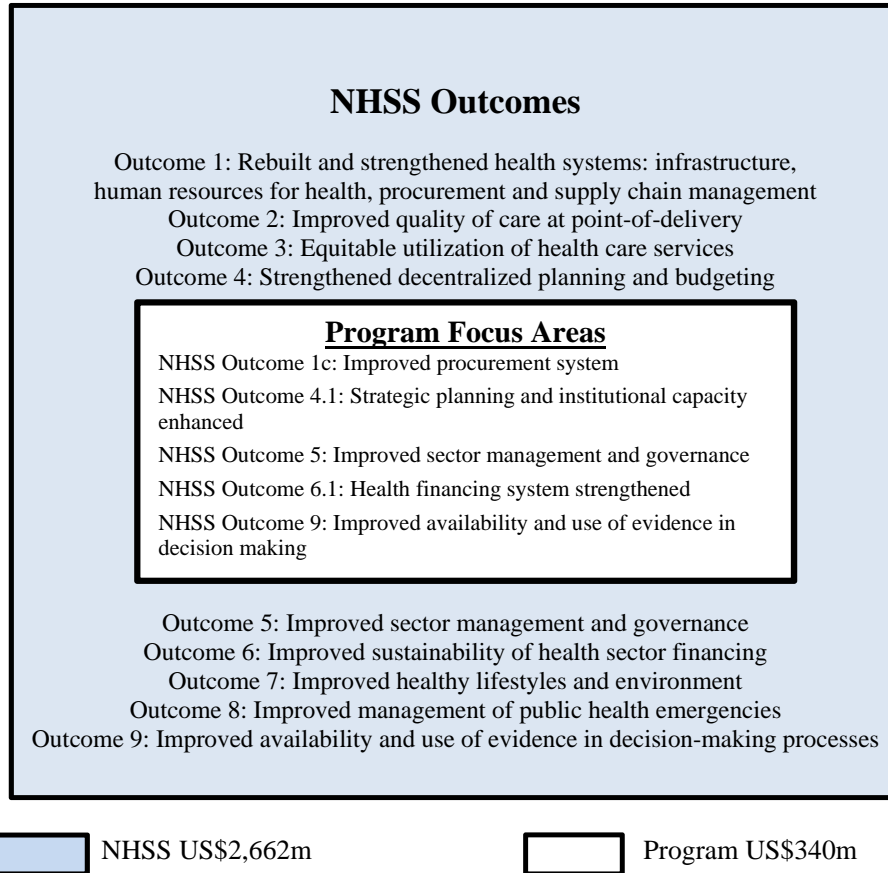 NHSS Outcomes
Outcome 1: Rebuilt and strengthened health systems: infrastructure,
human resources for health, procurement and supply chain management
Outcome 2: Improved quality of care at point-of-delivery
Outcome 3: Equitable utilization of health care services
Outcome 4: Strengthened decentralized planning and budgeting
Program Focus Areas
NHSS Outcome 1c: Improved procurement system
NHSS Outcome 4.1: Strategic planning and institutional capacity
enhanced
NHSS Outcome 5: Improved sector management and governance
NHSS Outcome 6.1: Health financing system strengthened
NHSS Outcome 9: Improved availability and use of evidence in
decision making
Outcome 5: Improved sector management and governance
Outcome 6: Improved sustainability of health sector financing
Outcome 7: Improved healthy lifestyles and environment
Outcome 8: Improved management of public health emergencies
Outcome 9: Improved availability and use of evidence in decision-making processes
NHSS US$2,662m
Program US$340m